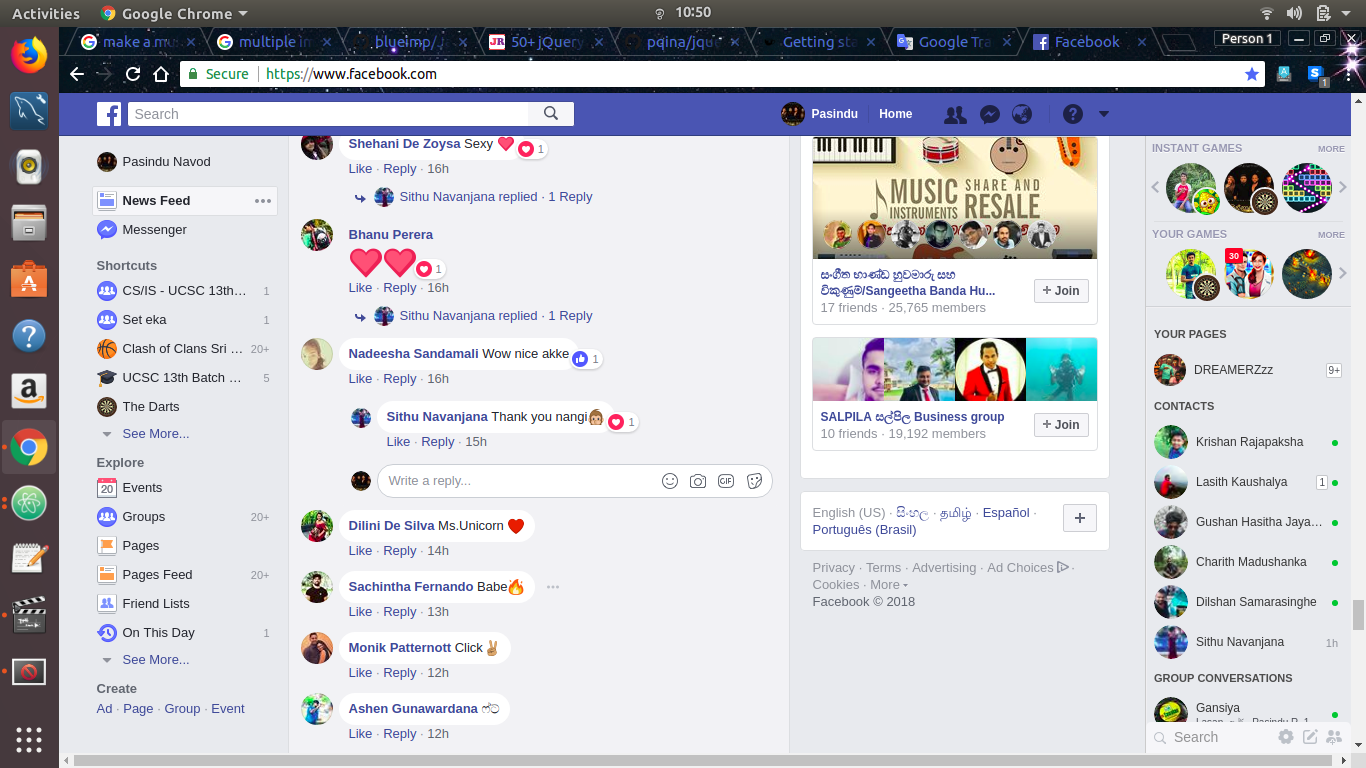 Activities Google Chrome 10:50
make a mus multiple im blueimp/j 50+ jQuery pqina/jqu Getting sta Google Tra Facebook Person 1
Secure https://www.facebook.com
Search
Pasindu Home
Pasindu Navod
News Feed
Messenger
Shortcuts
CS/IS - UCSC 13th... 1
Set eka 1
Clash of Clans Sri ... 20+
UCSC 13th Batch ... 5
The Darts
See More...
Explore
20 Events
Groups 20+
Pages
Pages Feed 20+
Friend Lists
On This Day 1
See More...
Create
Ad · Page · Group · Event
Shehani De Zoysa Sexy ❤ 1
Like · Reply · 16h
Sithu Navanjana replied · 1 Reply
Bhanu Perera
❤❤ 1
Like · Reply · 16h
Sithu Navanjana replied · 1 Reply
Nadeesha Sandamali Wow nice akke 1
Like · Reply · 16h
Sithu Navanjana Thank you nangi 1
Like · Reply · 15h
Write a reply...
GIF
Dilini De Silva Ms.Unicorn ❤
Like · Reply · 14h
Sachintha Fernando Babe🔥
Like · Reply · 13h
Monik Patternott Click✌
Like · Reply · 12h
Ashen Gunawardana
Like · Reply · 12h
MUSIC SHARE AND
INSTRUMENTS RESALE
සංගීත භාණ්ඩ හුවමාරු සහ
විකුණුම්/Sangeetha Banda Hu...
17 friends · 25,765 members
+ Join
SALPILA සල්පිල Business group
10 friends · 19,192 members
+ Join
English (US) · සිංහල · தமிழ் · Español ·
Português (Brasil)
+
Privacy · Terms · Advertising · Ad Choices ·
Cookies · More
Facebook © 2018
INSTANT GAMES MORE
YOUR GAMES MORE
30
YOUR PAGES
DREAMERZzz 9+
CONTACTS
Krishan Rajapaksha
Lasith Kaushalya 1
Gushan Hasitha Jaya...
Charith Madushanka
Dilshan Samarasinghe
Sithu Navanjana 1h
GROUP CONVERSATIONS
Gansiya
Search